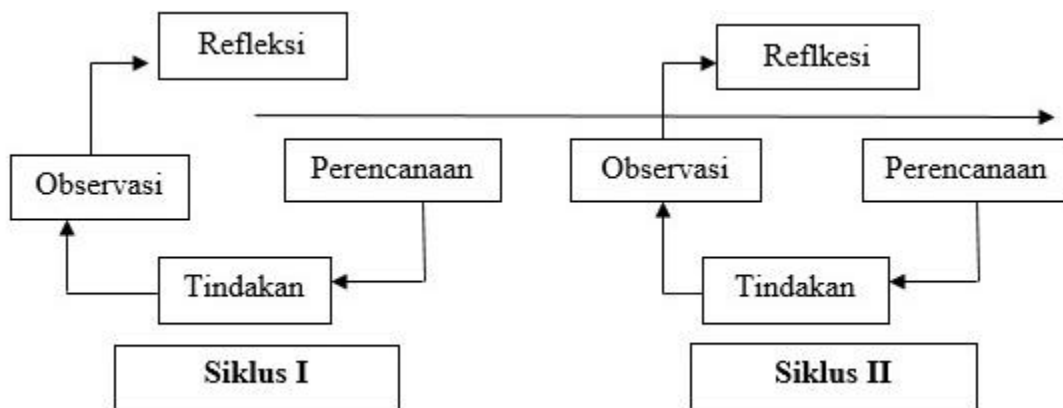 Refleksi
Reflkesi
Observasi
Perencanaan
Observasi
Perencanaan
Tindakan
Tindakan
Siklus I
Siklus II